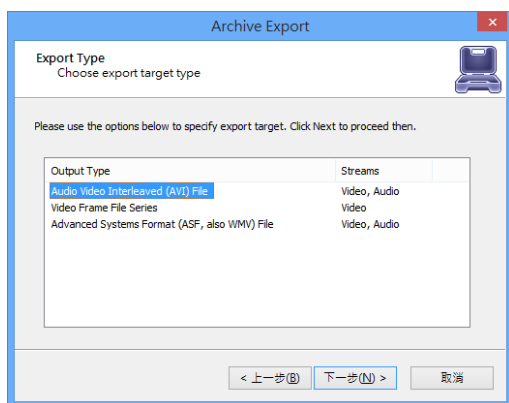 Archive Export
Export Type
Choose export target type
Please use the options below to specify export target. Click Next to proceed then.
Output Type Streams
Audio Video Interleaved (AVI) File Video, Audio
Video Frame File Series Video
Advanced Systems Format (ASF, also WMV) File Video, Audio
< 上一步(B) 下一步(N) > 取消